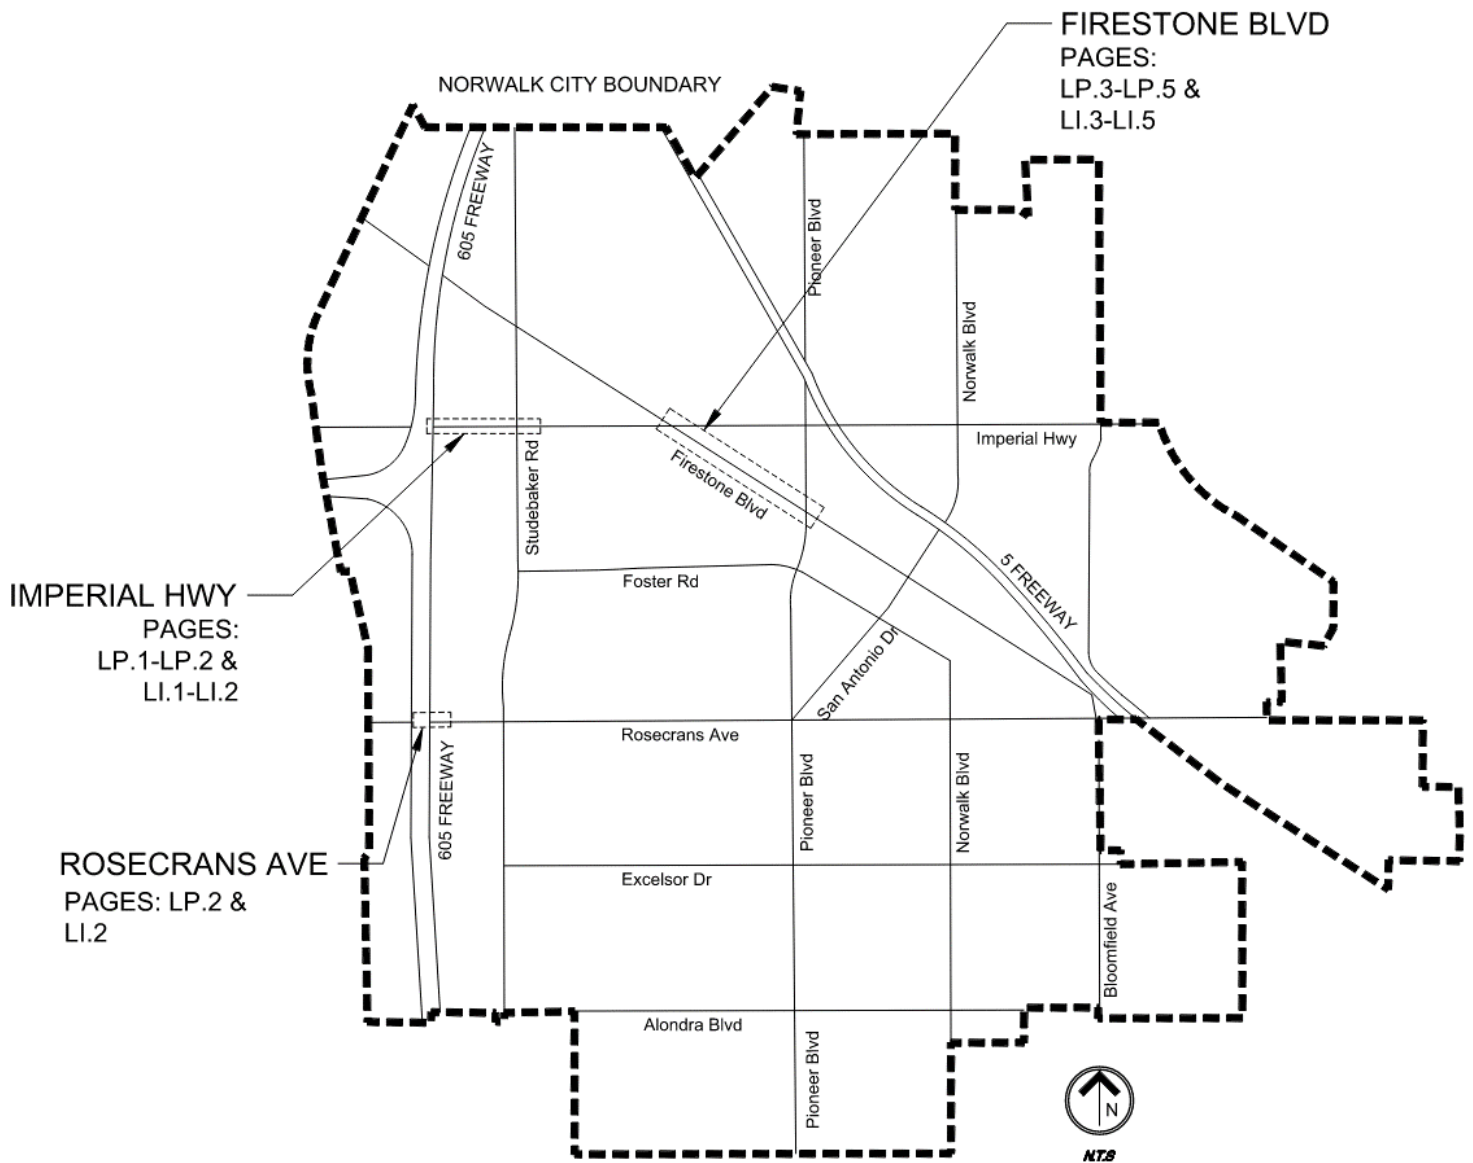 FIRESTONE BLVD
PAGES:
LP.3-LP.5 &
LI.3-LI.5
NORWALK CITY BOUNDARY
605 FREEWAY
Pioneer Blvd
Norwalk Blvd
Imperial Hwy
Studebaker Rd
Firestone Blvd
5 FREEWAY
Foster Rd
IMPERIAL HWY
PAGES:
LP.1-LP.2 &
LI.1-LI.2
San Antonio Dr
Rosecrans Ave
605 FREEWAY
Pioneer Blvd
Norwalk Blvd
ROSECRANS AVE
PAGES: LP.2 &
LI.2
Excelsor Dr
Bloomfield Ave
Alondra Blvd
Pioneer Blvd
N
N.T.S